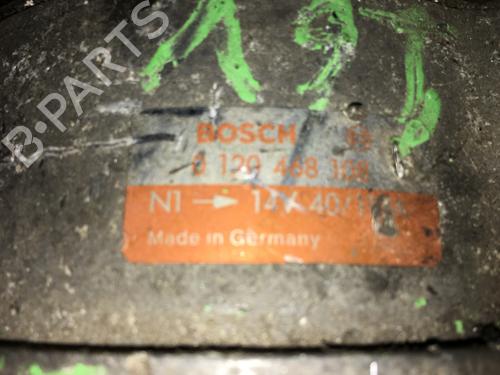 B-PARTS
BOSCH
0 120 468 108
N1 → 14V 40/
Made in Germany